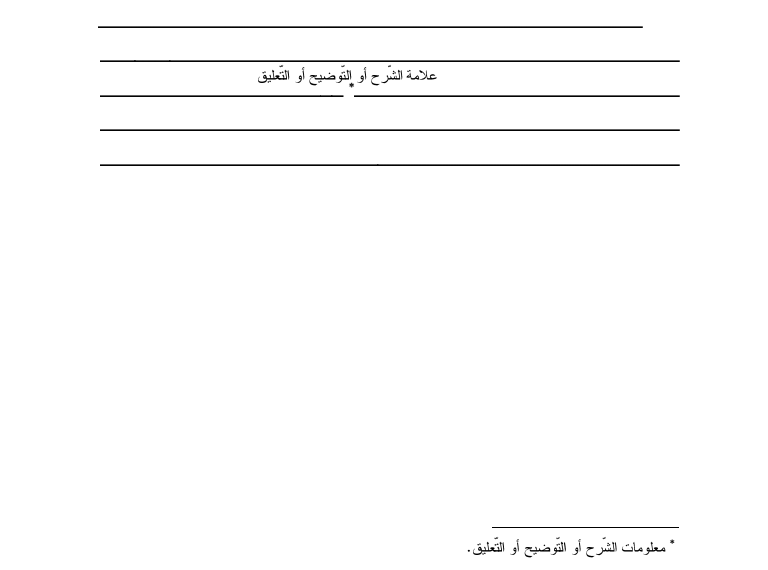 علامة الشّرح أو التّوضيح أو التّعليق
*
* معلومات الشّرح أو التّوضيح أو التّعليق.